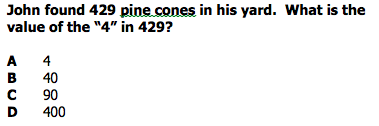 John found 429 pine cones in his yard.  What is the
value of the “4” in 429?
A 4
B 40
C 90
D 400